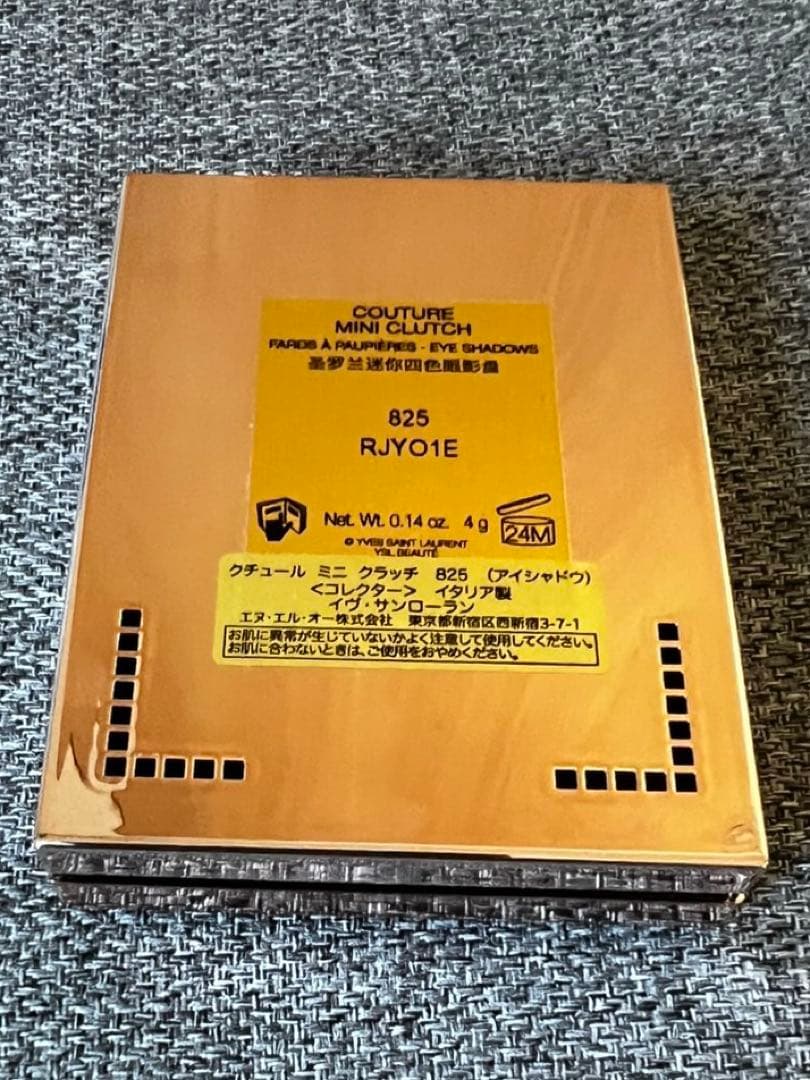 COUTURE
MINI CLUTCH
FARDS À PAUPIÈRES - EYE SHADOWS
圣罗兰迷你四色眼影盘
825
RJY01E
Net. Wt. 0.14 oz. 4 g
24M
© YVES SAINT LAURENT
YSL BEAUTÉ
クチュール ミニ クラッチ 825 (アイシャドウ)
<コレクター> イタリア製
イヴ・サンローラン
エヌ・エル・オー株式会社 東京都新宿区西新宿3-7-1
お肌に異常が生じていないかよく注意して使用してください。
お肌に合わないときは、ご使用をおやめください。